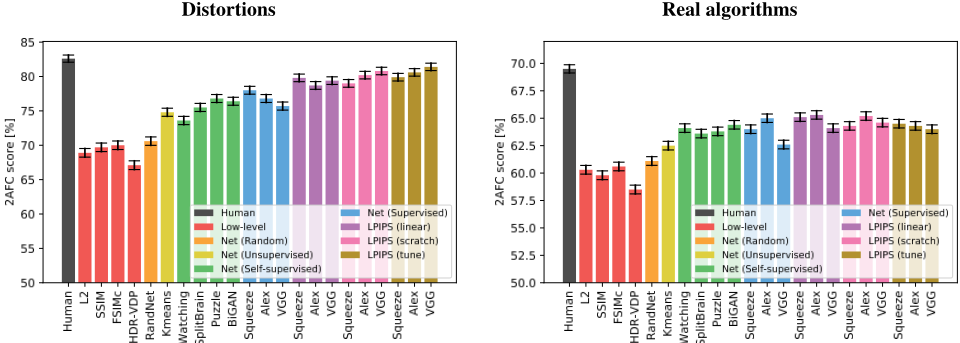 Distortions
85
80
75
70
65
60
55
50
2AFC score [%]
Human
Low-level
Net (Random)
Net (Unsupervised)
Net (Self-supervised)
Net (Supervised)
LPIPS (linear)
LPIPS (scratch)
LPIPS (tune)
Human
L2
SSIM
FSIMc
HDR-VDP
RandNet
Kmeans
Watching
SplitBrain
Puzzle
BiGAN
Squeeze
Alex
VGG
Squeeze
Alex
VGG
Squeeze
Alex
VGG
Squeeze
Alex
VGG
Real algorithms
70.0
67.5
65.0
62.5
60.0
57.5
55.0
52.5
50.0
2AFC score [%]
Human
Low-level
Net (Random)
Net (Unsupervised)
Net (Self-supervised)
Net (Supervised)
LPIPS (linear)
LPIPS (scratch)
LPIPS (tune)
Human
L2
SSIM
FSIMc
HDR-VDP
RandNet
Kmeans
Watching
SplitBrain
Puzzle
BiGAN
Squeeze
Alex
VGG
Squeeze
Alex
VGG
Squeeze
Alex
VGG
Squeeze
Alex
VGG